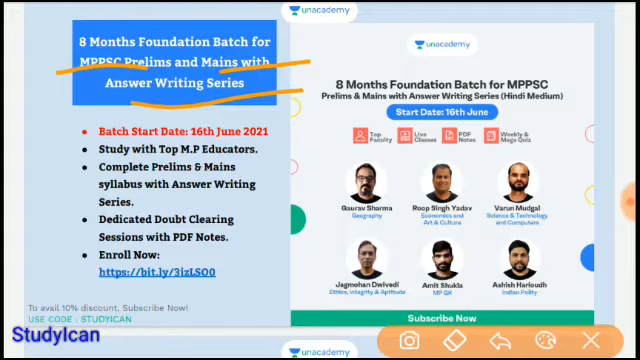 unacademy
8 Months Foundation Batch for
MPPSC Prelims and Mains with
Answer Writing Series
● Batch Start Date: 16th June 2021
● Study with Top M.P Educators.
● Complete Prelims & Mains
syllabus with Answer Writing
Series.
● Dedicated Doubt Clearing
Sessions with PDF Notes.
● Enroll Now:
https://bit.ly/3izLSO0
To avail 10% discount, Subscribe Now!
USE CODE : STUDYICAN
StudyIcan
unacademy
8 Months Foundation Batch for MPPSC
Prelims & Mains with Answer Writing Series (Hindi Medium)
Start Date: 16th June
Top Faculty
Live Classes
PDF Notes
Weekly & Mega Quiz
Gaurav Sharma
Geography
Roop Singh Yadav
Economics and
Art & Culture
Varun Mudgal
Science & Technology
and Computers
Jagmohan Dwivedi
Ethics, Integrity & Aptitude
Amit Shukla
MP GK
Ashish Harioudh
Indian Polity
Subscribe Now
unacademy